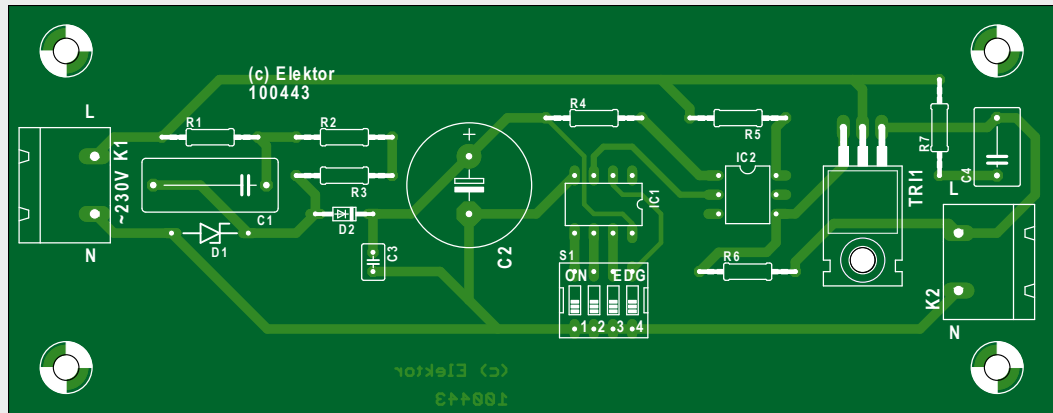 (c) Elektor
100443
L
K1
~230V
N
R1
R2
R3
C1
D1
D2
C3
C2
R4
R5
IC1
IC2
S1
ON EDG
1 2 3 4
R6
TRI1
R7
C4
L
K2
N
(c) Elektor
100443